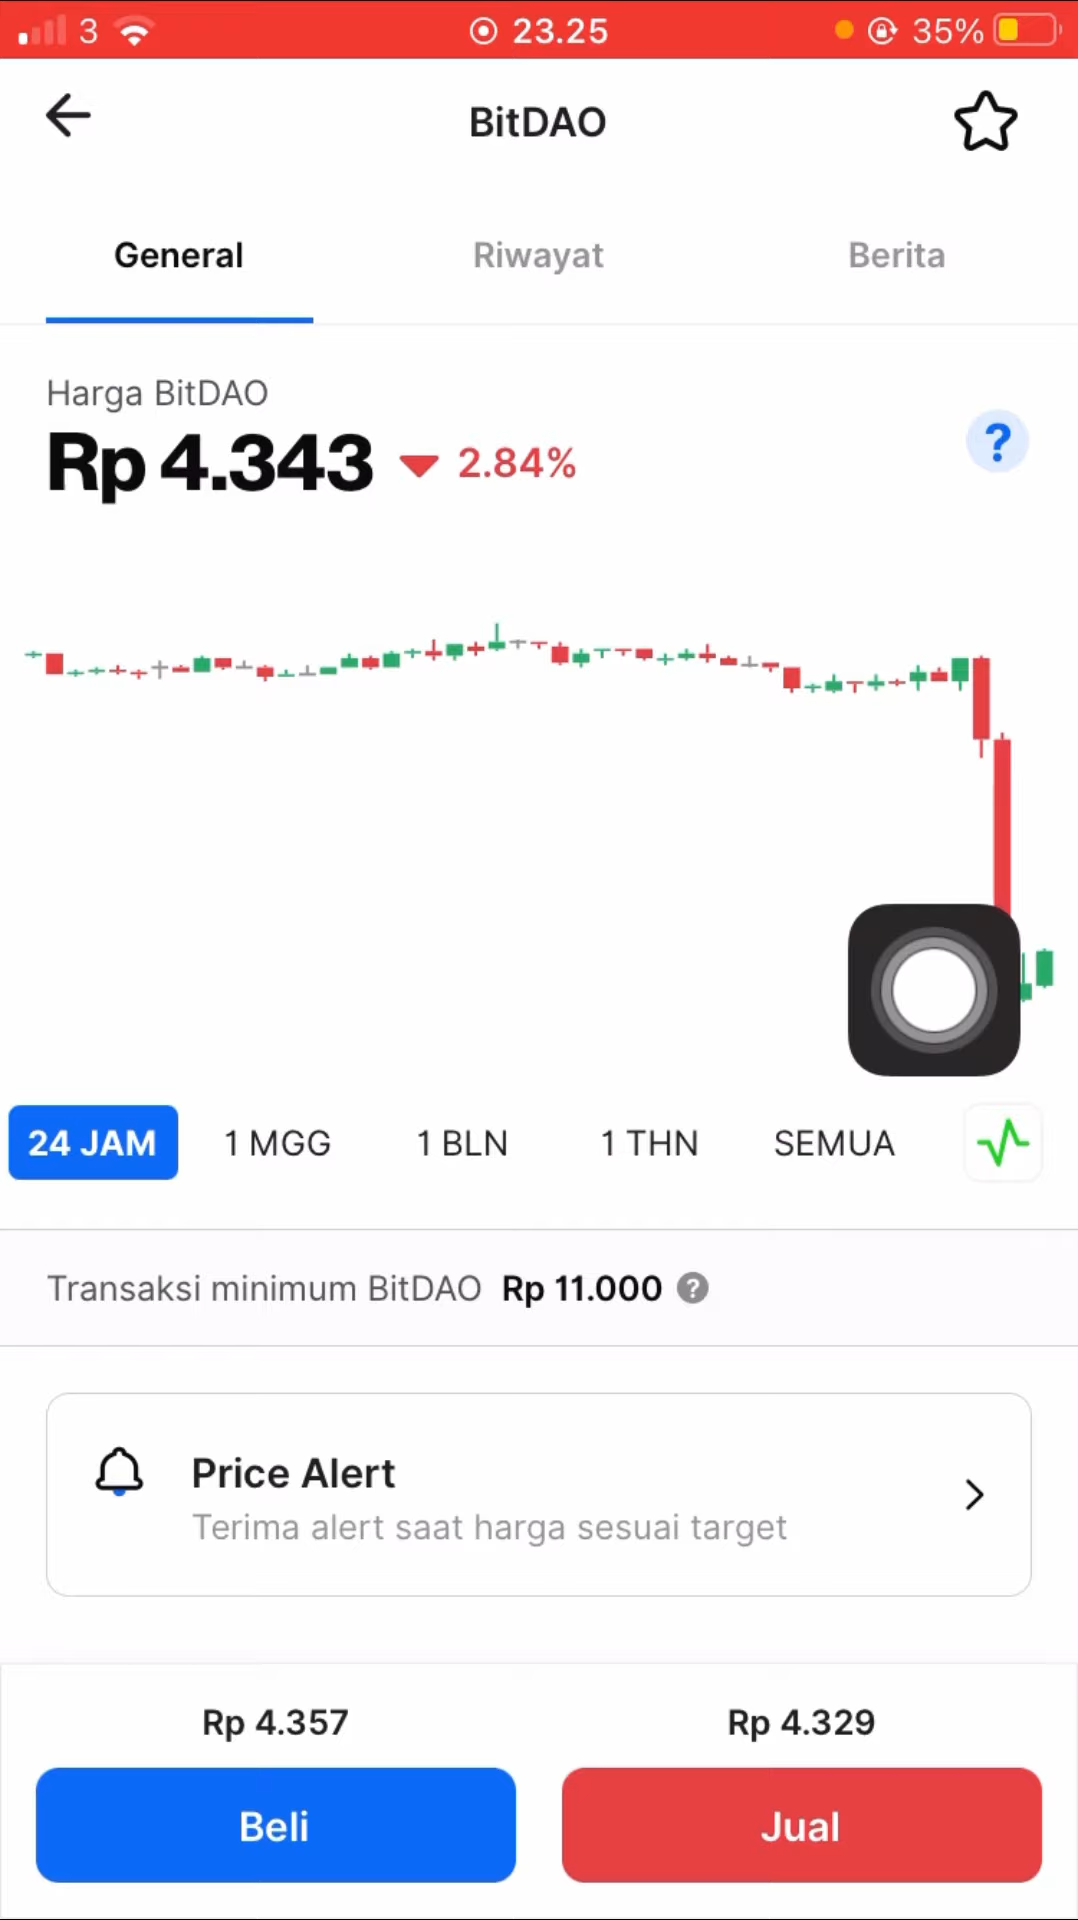 3 23.25 35%
BitDAO
General Riwayat Berita
Harga BitDAO
Rp 4.343 2.84%
?
24 JAM 1 MGG 1 BLN 1 THN SEMUA
Transaksi minimum BitDAO Rp 11.000 ?
Price Alert
Terima alert saat harga sesuai target
Rp 4.357 Rp 4.329
Beli Jual